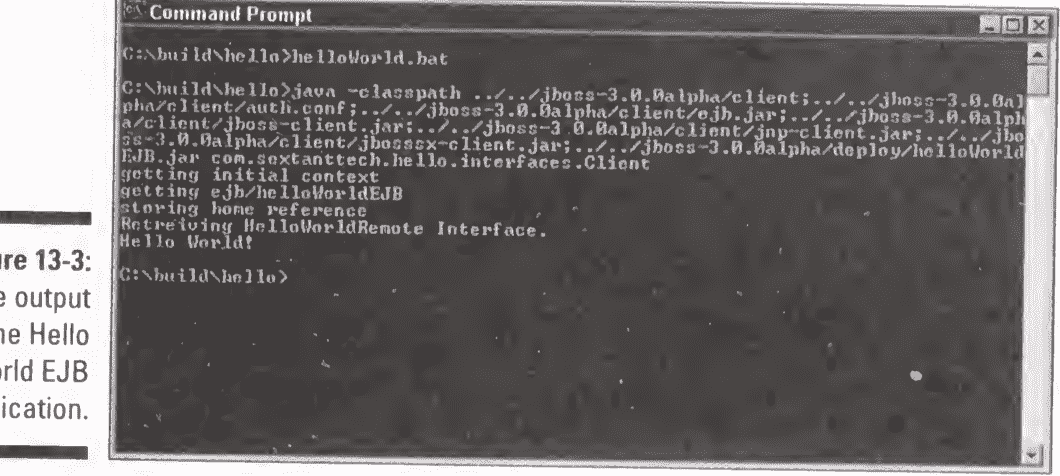 Command Prompt
C:\build\hello>helloWorld.bat
C:\build\hello>java -classpath ../../jboss-3.0.0alpha/client;../../jboss-3.0.0al
pha/client/auth.conf;../../jboss-3.0.0alpha/client/ejb.jar;../../jboss-3.0.0alph
a/client/jboss-client.jar;../../jboss-3.0.0alpha/client/jnp-client.jar;../../jbo
ss-3.0.0alpha/client/jbosssx-client.jar;../../jboss-3.0.0alpha/deploy/helloWorld
EJB.jar com.sextanttech.hello.interfaces.Client
getting initial context
getting ejb/helloWorldEJB
storing home reference
Retreiving HelloWorldRemote Interface.
Hello World!
C:\build\hello>
ure 13-3:
e output
he Hello
orld EJB
ication.